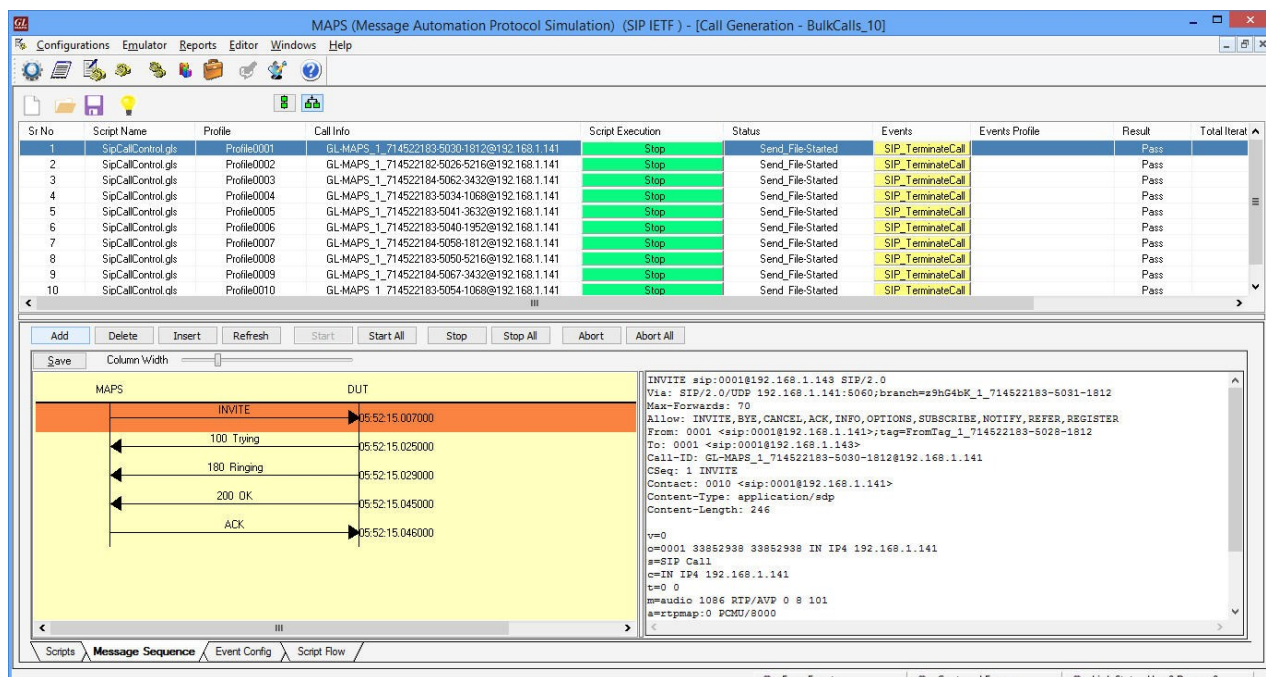 GL
MAPS (Message Automation Protocol Simulation) (SIP IETF ) - [Call Generation - BulkCalls_10]
Configurations Emulator Reports Editor Windows Help
Sr No Script Name Profile Call Info Script Execution Status Events Events Profile Result Total Iterat
1 SipCallControl.gls Profile0001 GL-MAPS_1_714522183-5030-1812@192.168.1.141 Stop Send_File-Started SIP_TerminateCall Pass
2 SipCallControl.gls Profile0002 GL-MAPS_1_714522182-5026-5216@192.168.1.141 Stop Send_File-Started SIP_TerminateCall Pass
3 SipCallControl.gls Profile0003 GL-MAPS_1_714522184-5062-3432@192.168.1.141 Stop Send_File-Started SIP_TerminateCall Pass
4 SipCallControl.gls Profile0004 GL-MAPS_1_714522183-5034-1068@192.168.1.141 Stop Send_File-Started SIP_TerminateCall Pass
5 SipCallControl.gls Profile0005 GL-MAPS_1_714522183-5041-3632@192.168.1.141 Stop Send_File-Started SIP_TerminateCall Pass
6 SipCallControl.gls Profile0006 GL-MAPS_1_714522183-5040-1952@192.168.1.141 Stop Send_File-Started SIP_TerminateCall Pass
7 SipCallControl.gls Profile0007 GL-MAPS_1_714522184-5058-1812@192.168.1.141 Stop Send_File-Started SIP_TerminateCall Pass
8 SipCallControl.gls Profile0008 GL-MAPS_1_714522183-5050-5216@192.168.1.141 Stop Send_File-Started SIP_TerminateCall Pass
9 SipCallControl.gls Profile0009 GL-MAPS_1_714522184-5067-3432@192.168.1.141 Stop Send_File-Started SIP_TerminateCall Pass
10 SipCallControl.gls Profile0010 GL-MAPS_1_714522183-5054-1068@192.168.1.141 Stop Send_File-Started SIP_TerminateCall Pass
Add Delete Insert Refresh Start Start All Stop Stop All Abort Abort All
Save Column Width
MAPS DUT
INVITE
05:52:15.007000
100 Trying
05:52:15.025000
180 Ringing
05:52:15.029000
200 OK
05:52:15.045000
ACK
05:52:15.046000
INVITE sip:0001@192.168.1.143 SIP/2.0
Via: SIP/2.0/UDP 192.168.1.141:5060;branch=z9hG4bK_1_714522183-5031-1812
Max-Forwards: 70
Allow: INVITE,BYE,CANCEL,ACK,INFO,OPTIONS,SUBSCRIBE,NOTIFY,REFER,REGISTER
From: 0001 <sip:0001@192.168.1.141>;tag=FromTag_1_714522183-5028-1812
To: 0001 <sip:0001@192.168.1.143>
Call-ID: GL-MAPS_1_714522183-5030-1812@192.168.1.141
CSeq: 1 INVITE
Contact: 0010 <sip:0001@192.168.1.141>
Content-Type: application/sdp
Content-Length: 246
v=0
o=0001 33852938 33852938 IN IP4 192.168.1.141
s=SIP Call
c=IN IP4 192.168.1.141
t=0 0
m=audio 1086 RTP/AVP 0 8 101
a=rtpmap:0 PCMU/8000
Scripts Message Sequence Event Config Script Flow